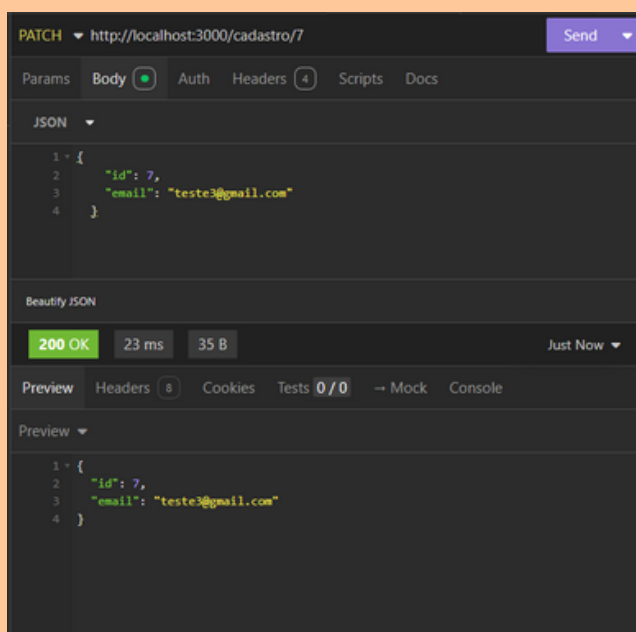 PATCH http://localhost:3000/cadastro/7 Send
Params Body Auth Headers 4 Scripts Docs
JSON
1 {
2 "id": 7,
3 "email": "teste3@gmail.com"
4 }
Beautify JSON
200 OK 23 ms 35 B Just Now
Preview Headers 8 Cookies Tests 0 / 0 → Mock Console
Preview
1 {
2 "id": 7,
3 "email": "teste3@gmail.com"
4 }